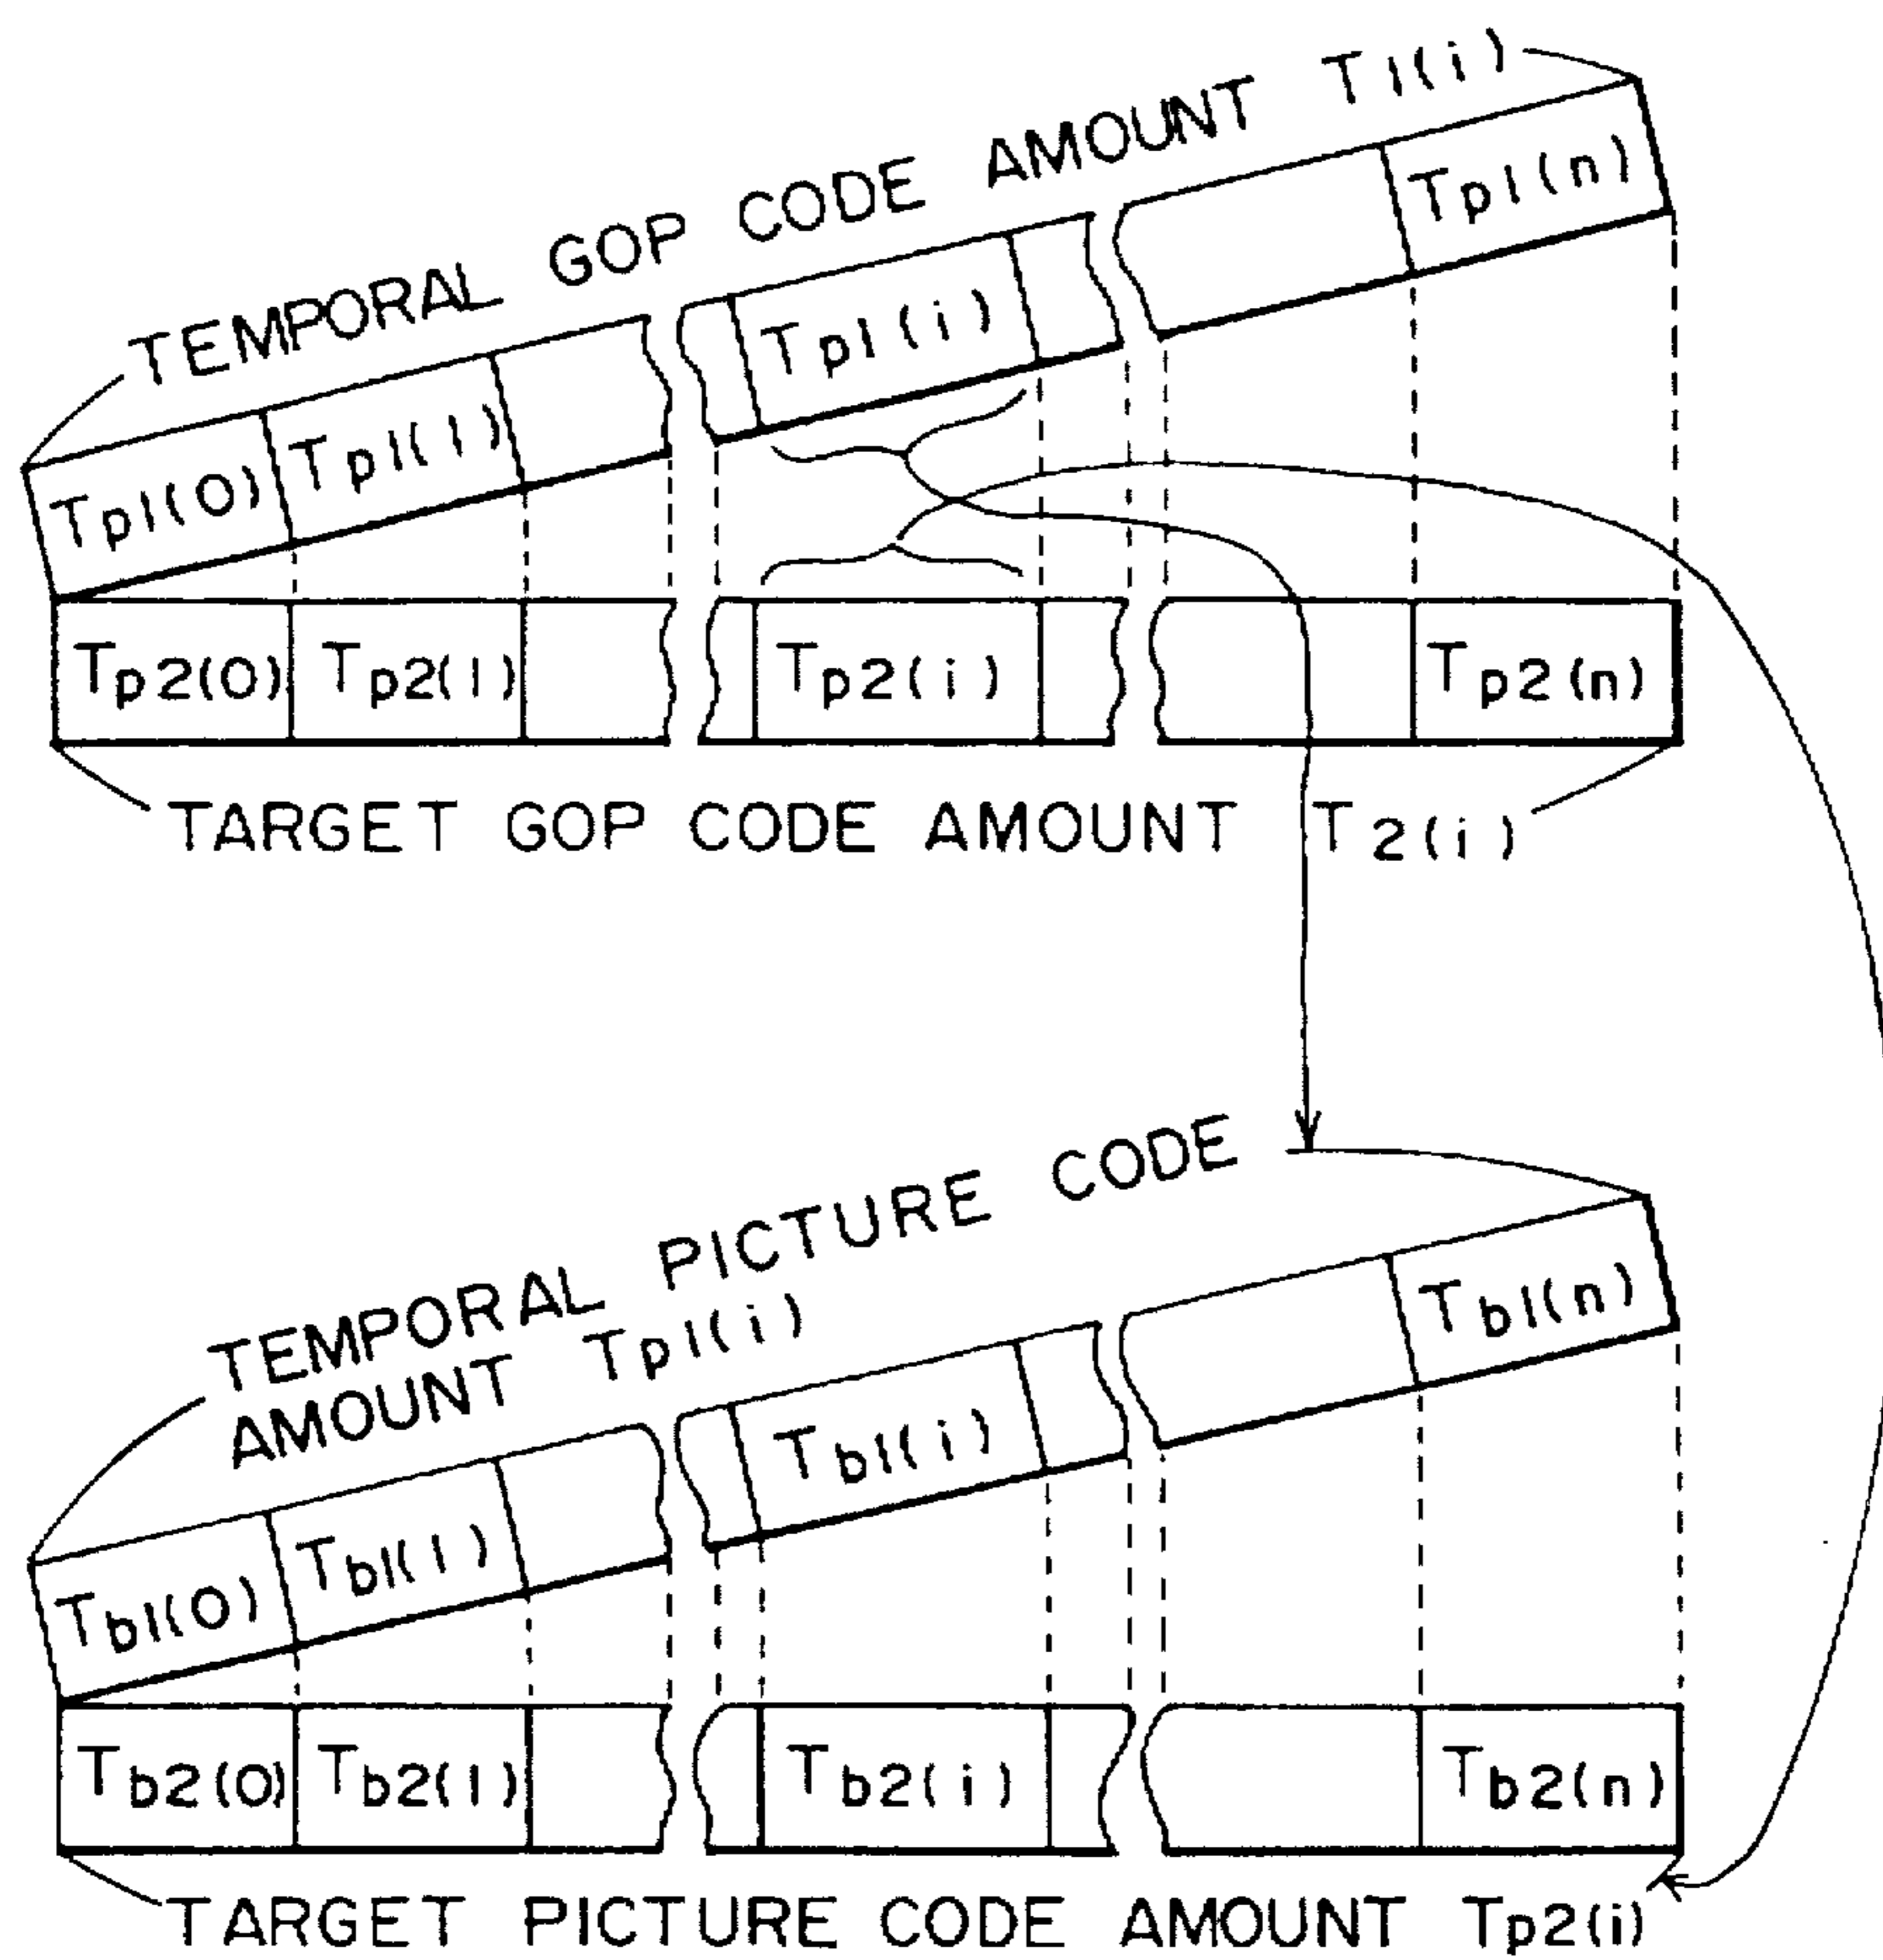 TEMPORAL GOP CODE AMOUNT T1(i)
Tp1(0) Tp1(1) Tp1(i) Tp1(n)
Tp2(0) Tp2(1) Tp2(i) Tp2(n)
TARGET GOP CODE AMOUNT T2(i)
TEMPORAL PICTURE CODE
AMOUNT Tp1(i)
Tb1(0) Tb1(1) Tb1(i) Tb1(n)
Tb2(0) Tb2(1) Tb2(i) Tb2(n)
TARGET PICTURE CODE AMOUNT Tp2(i)